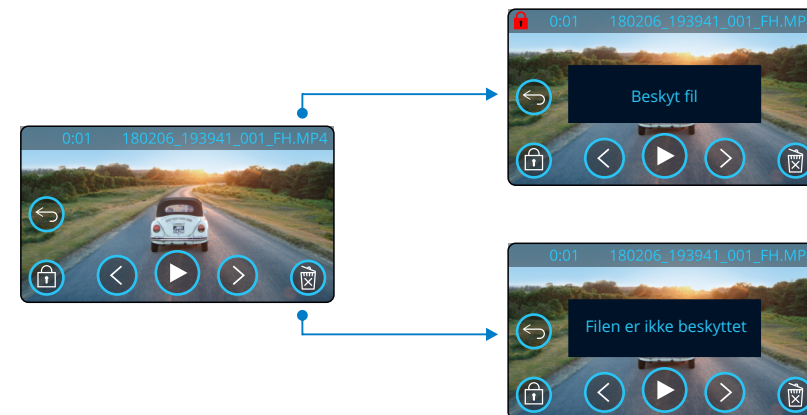 0:01 180206_193941_001_FH.MP4
0:01 180206_193941_001_FH.MP
Beskyt fil
0:01 180206_193941_001_FH.MP
Filen er ikke beskyttet